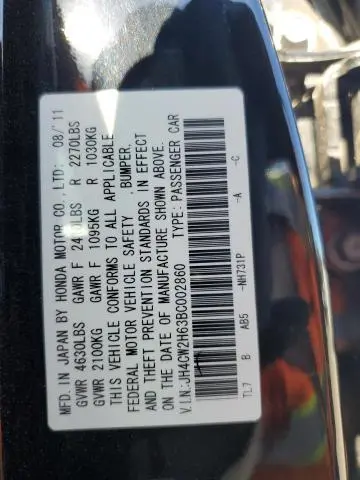 MFD. IN JAPAN BY HONDA MOTOR CO., LTD: 08/'11
GVWR 4630LBS GAWR F 2410LBS R 2270LBS
GVWR 2100KG GAWR F 1095KG R 1030KG
THIS VEHICLE CONFORMS TO ALL APPLICABLE
FEDERAL MOTOR VEHICLE SAFETY , BUMPER,
AND THEFT PREVENTION STANDARDS IN EFFECT
ON THE DATE OF MANUFACTURE SHOWN ABOVE.
V.I.N.:JH4CW2H63BC002860 TYPE: PASSENGER CAR
TL7 B AB5 -NH731P -A -C